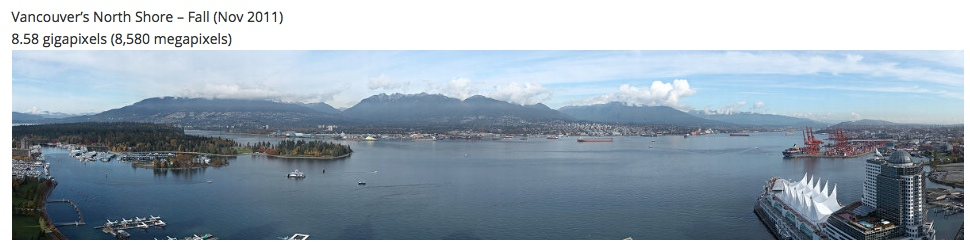 Vancouver’s North Shore – Fall (Nov 2011)
8.58 gigapixels (8,580 megapixels)